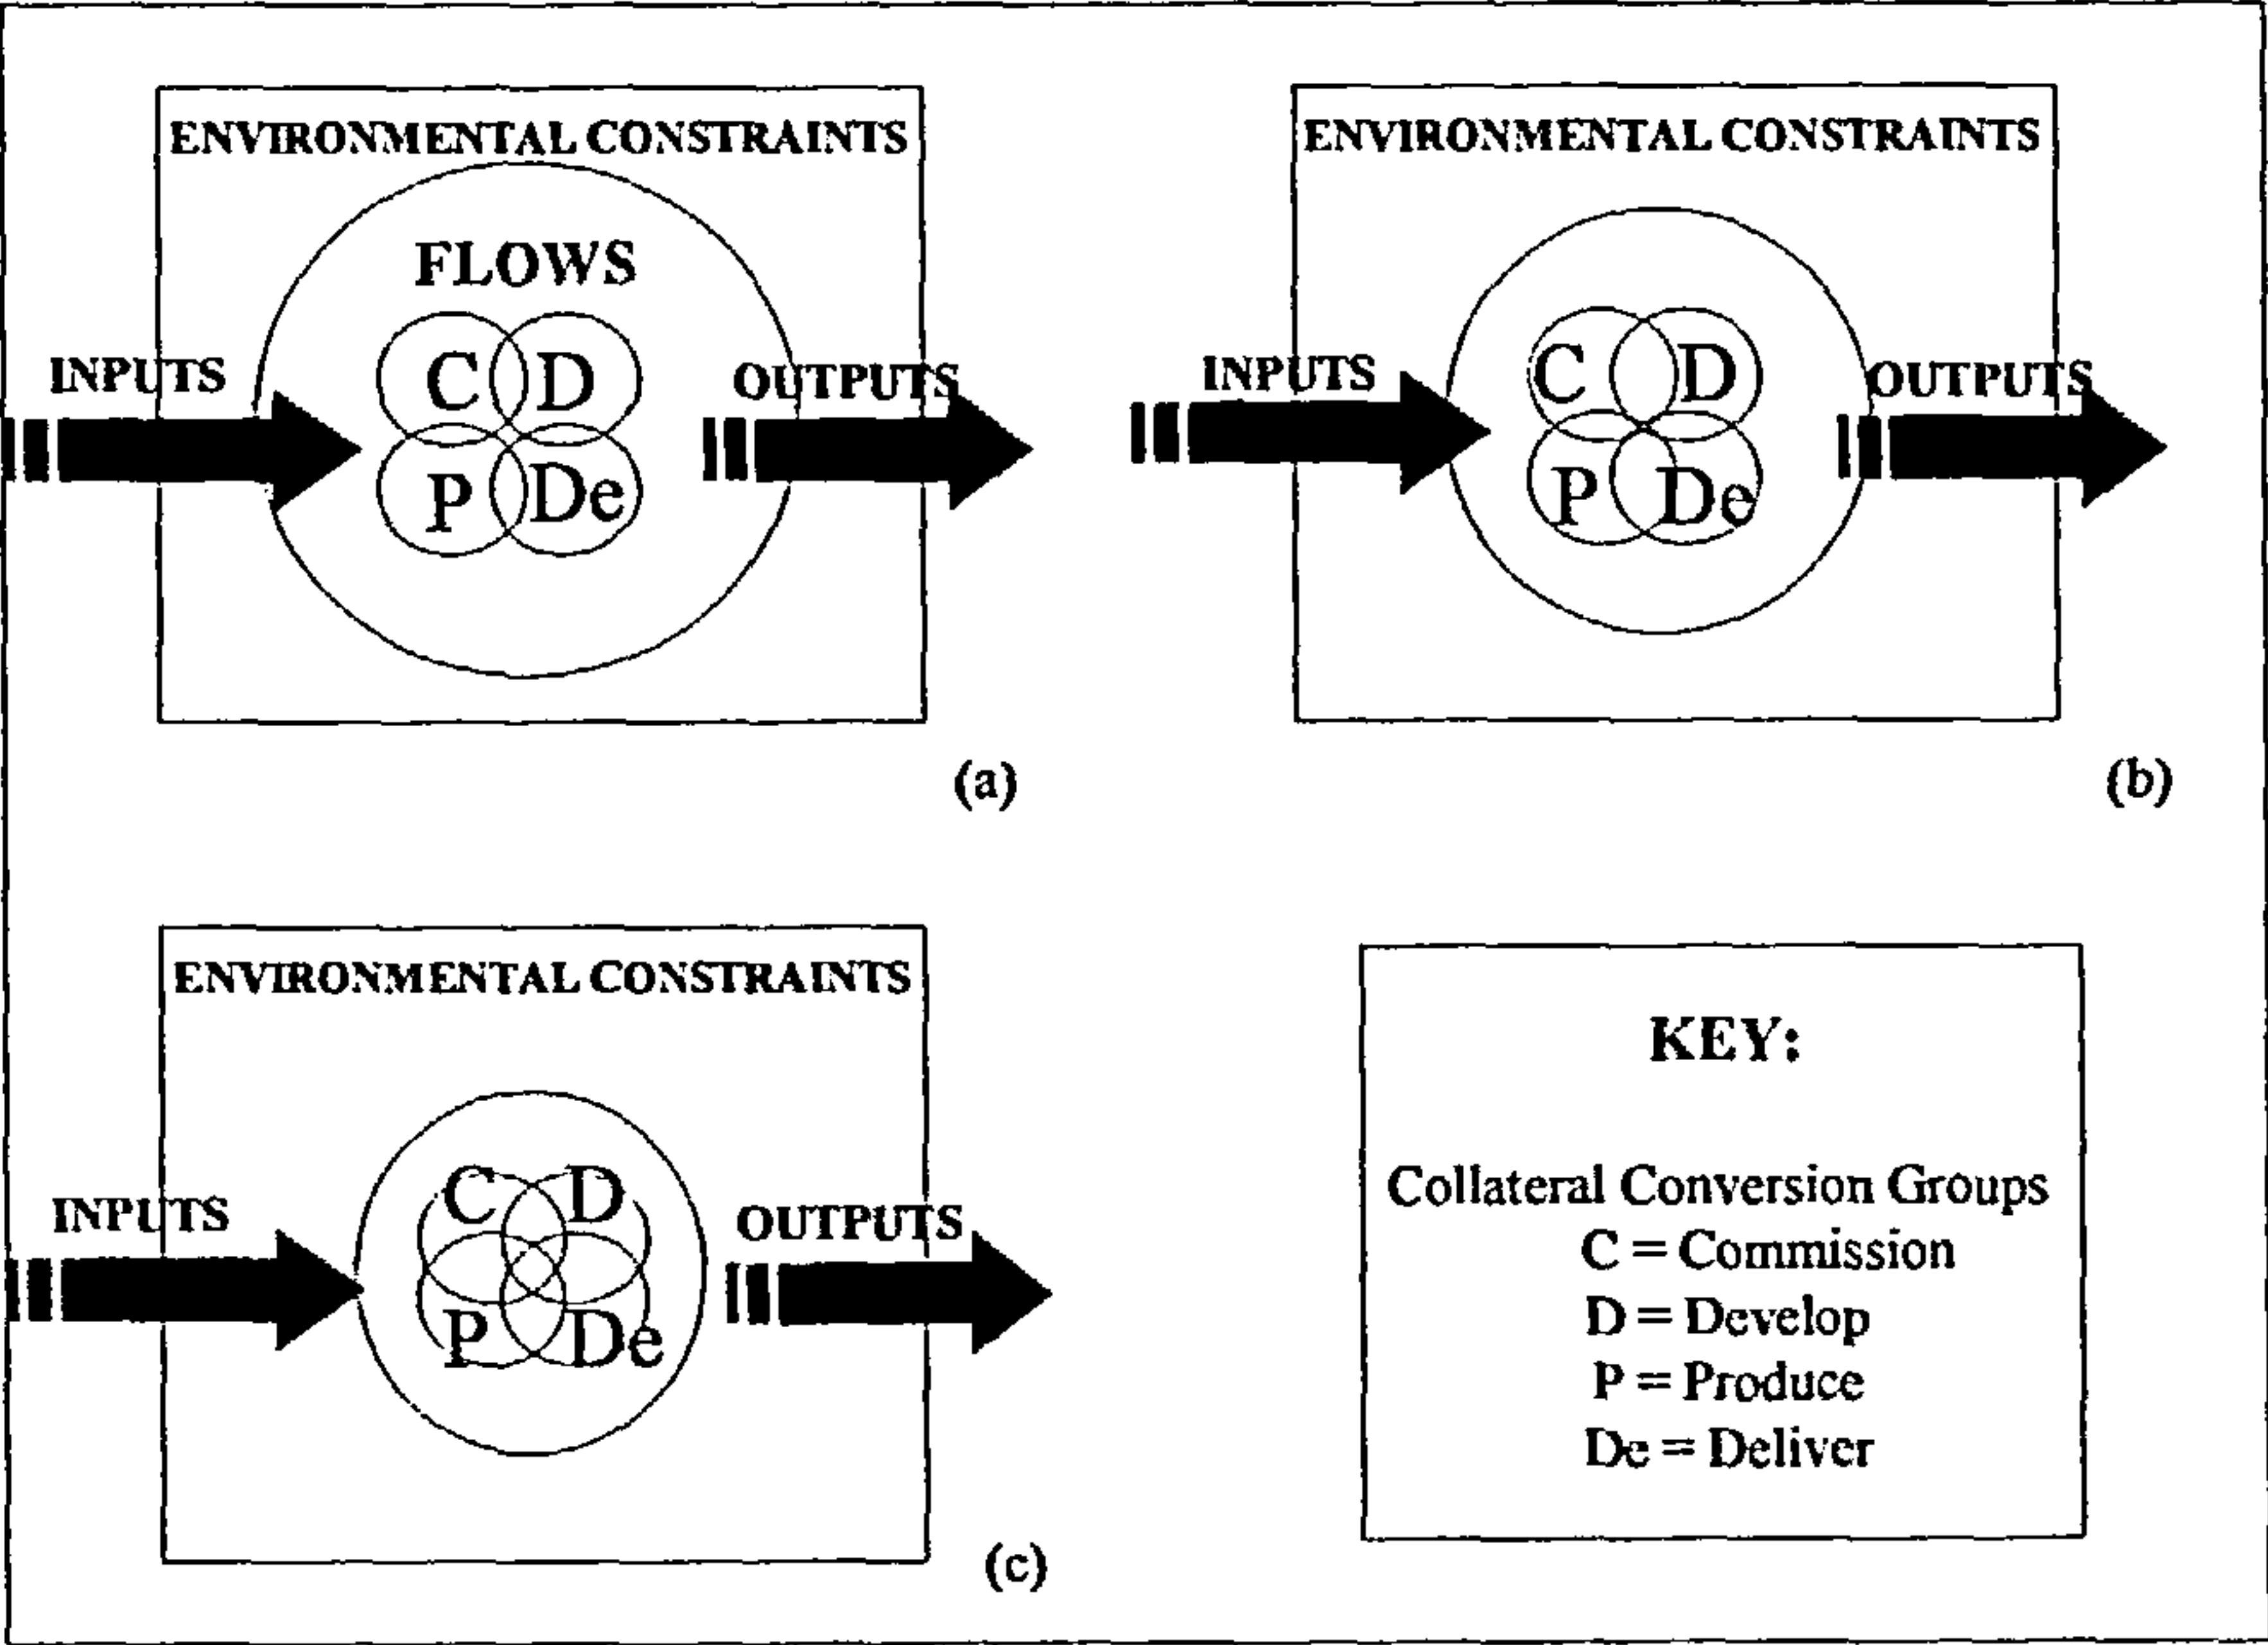 ENVIRONMENTAL CONSTRAINTS
FLOWS
C D
INPUTS
OUTPUTS
P De
(a)
ENVIRONMENTAL CONSTRAINTS
C D
INPUTS
OUTPUTS
P De
(b)
ENVIRONMENTAL CONSTRAINTS
C D
INPUTS
OUTPUTS
P De
(c)
KEY:
Collateral Conversion Groups
C = Commission
D = Develop
P = Produce
De = Deliver